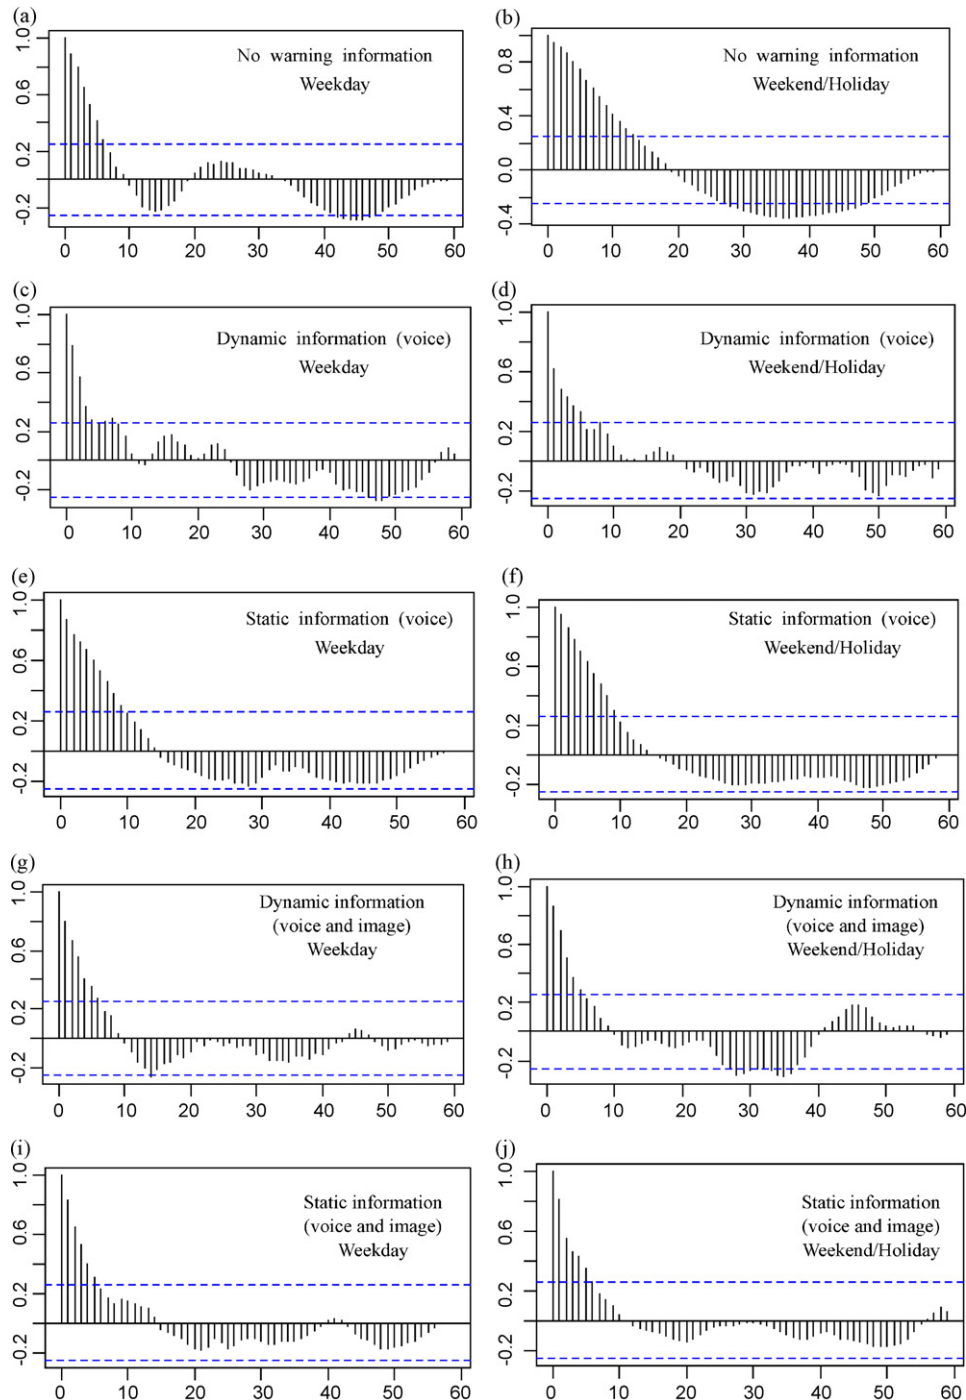 (a)
No warning information
Weekday
1.0
0.6
0.2
-0.2
0 10 20 30 40 50 60
(b)
No warning information
Weekend/Holiday
0.8
0.4
0.0
-0.4
0 10 20 30 40 50 60
(c)
Dynamic information (voice)
Weekday
1.0
0.6
0.2
-0.2
0 10 20 30 40 50 60
(d)
Dynamic information (voice)
Weekend/Holiday
1.0
0.6
0.2
-0.2
0 10 20 30 40 50 60
(e)
Static information (voice)
Weekday
1.0
0.6
0.2
-0.2
0 10 20 30 40 50 60
(f)
Static information (voice)
Weekend/Holiday
1.0
0.6
0.2
-0.2
0 10 20 30 40 50 60
(g)
Dynamic information
(voice and image)
Weekday
1.0
0.6
0.2
-0.2
0 10 20 30 40 50 60
(h)
Dynamic information
(voice and image)
Weekend/Holiday
1.0
0.6
0.2
-0.2
0 10 20 30 40 50 60
(i)
Static information
(voice and image)
Weekday
1.0
0.6
0.2
-0.2
0 10 20 30 40 50 60
(j)
Static information
(voice and image)
Weekend/Holiday
1.0
0.6
0.2
-0.2
0 10 20 30 40 50 60